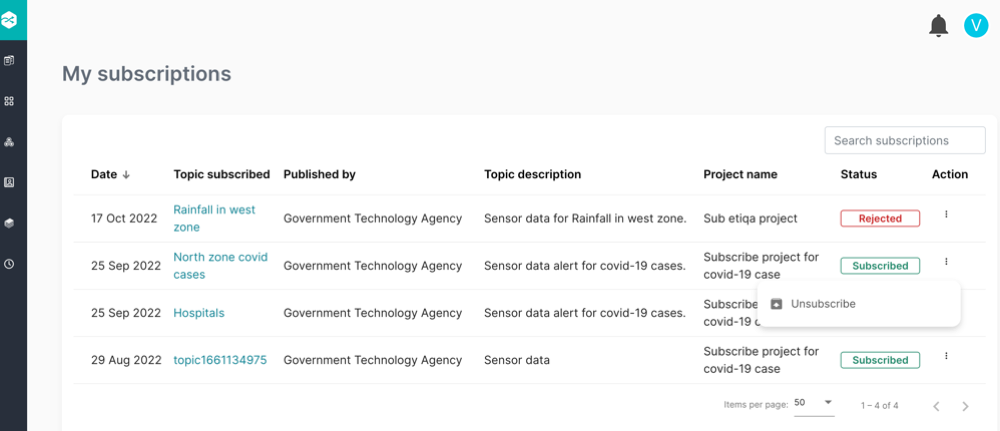 V
My subscriptions
Search subscriptions
Date ↓ Topic subscribed Published by Topic description Project name Status Action
17 Oct 2022 Rainfall in west zone Government Technology Agency Sensor data for Rainfall in west zone. Sub etiqa project Rejected
25 Sep 2022 North zone covid cases Government Technology Agency Sensor data alert for covid-19 cases. Subscribe project for covid-19 case Subscribed
Unsubscribe
25 Sep 2022 Hospitals Government Technology Agency Sensor data alert for covid-19 cases. Subscribe covid-19
29 Aug 2022 topic1661134975 Government Technology Agency Sensor data Subscribe project for covid-19 case Subscribed
Items per page: 50 1 – 4 of 4